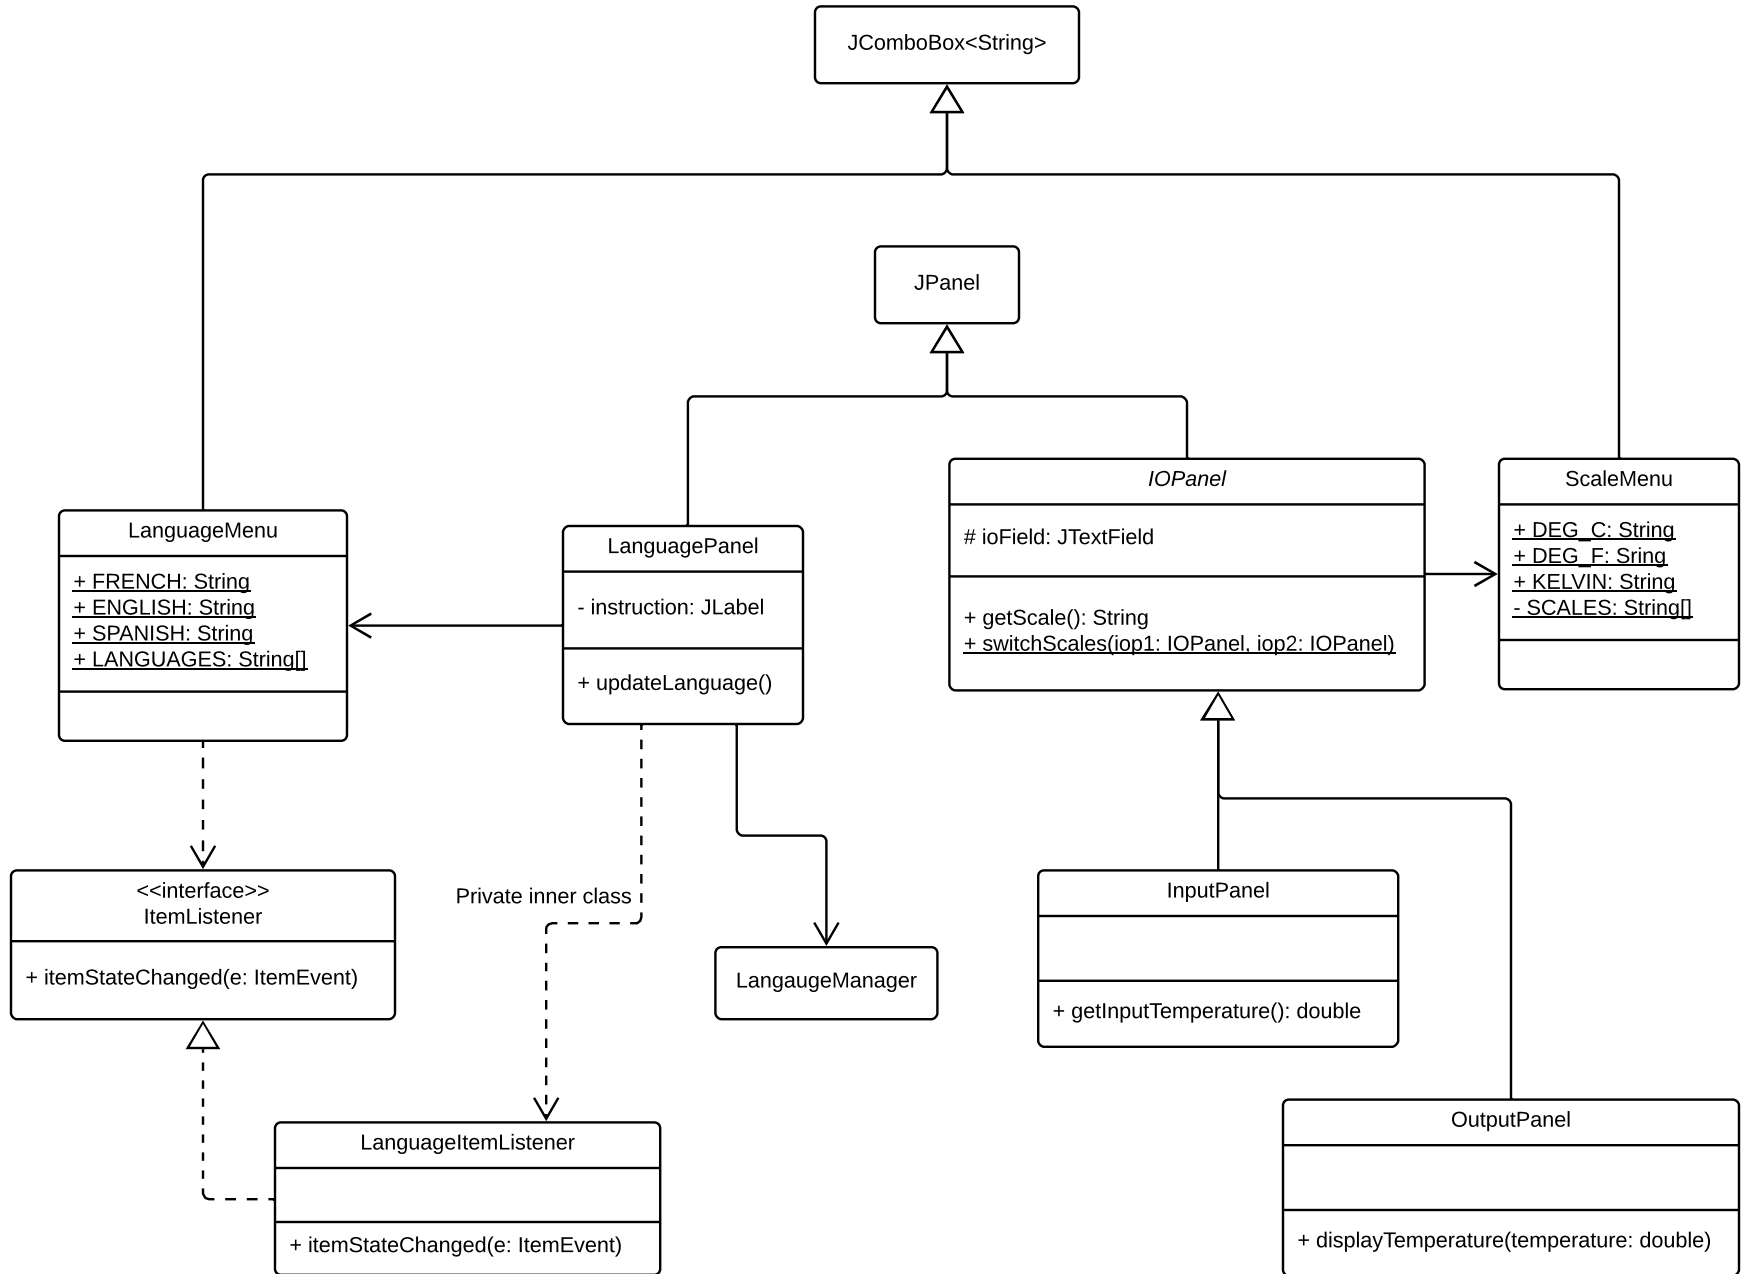 JComboBox<String>
JPanel
IOPanel
# ioField: JTextField
+ getScale(): String
+ switchScales(iop1: IOPanel, iop2: IOPanel)
ScaleMenu
+ DEG_C: String
+ DEG_F: Sring
+ KELVIN: String
- SCALES: String[]
LanguageMenu
+ FRENCH: String
+ ENGLISH: String
+ SPANISH: String
+ LANGUAGES: String[]
LanguagePanel
- instruction: JLabel
+ updateLanguage()
<<interface>>
ItemListener
+ itemStateChanged(e: ItemEvent)
Private inner class
LangaugeManager
InputPanel
+ getInputTemperature(): double
LanguageItemListener
+ itemStateChanged(e: ItemEvent)
OutputPanel
+ displayTemperature(temperature: double)